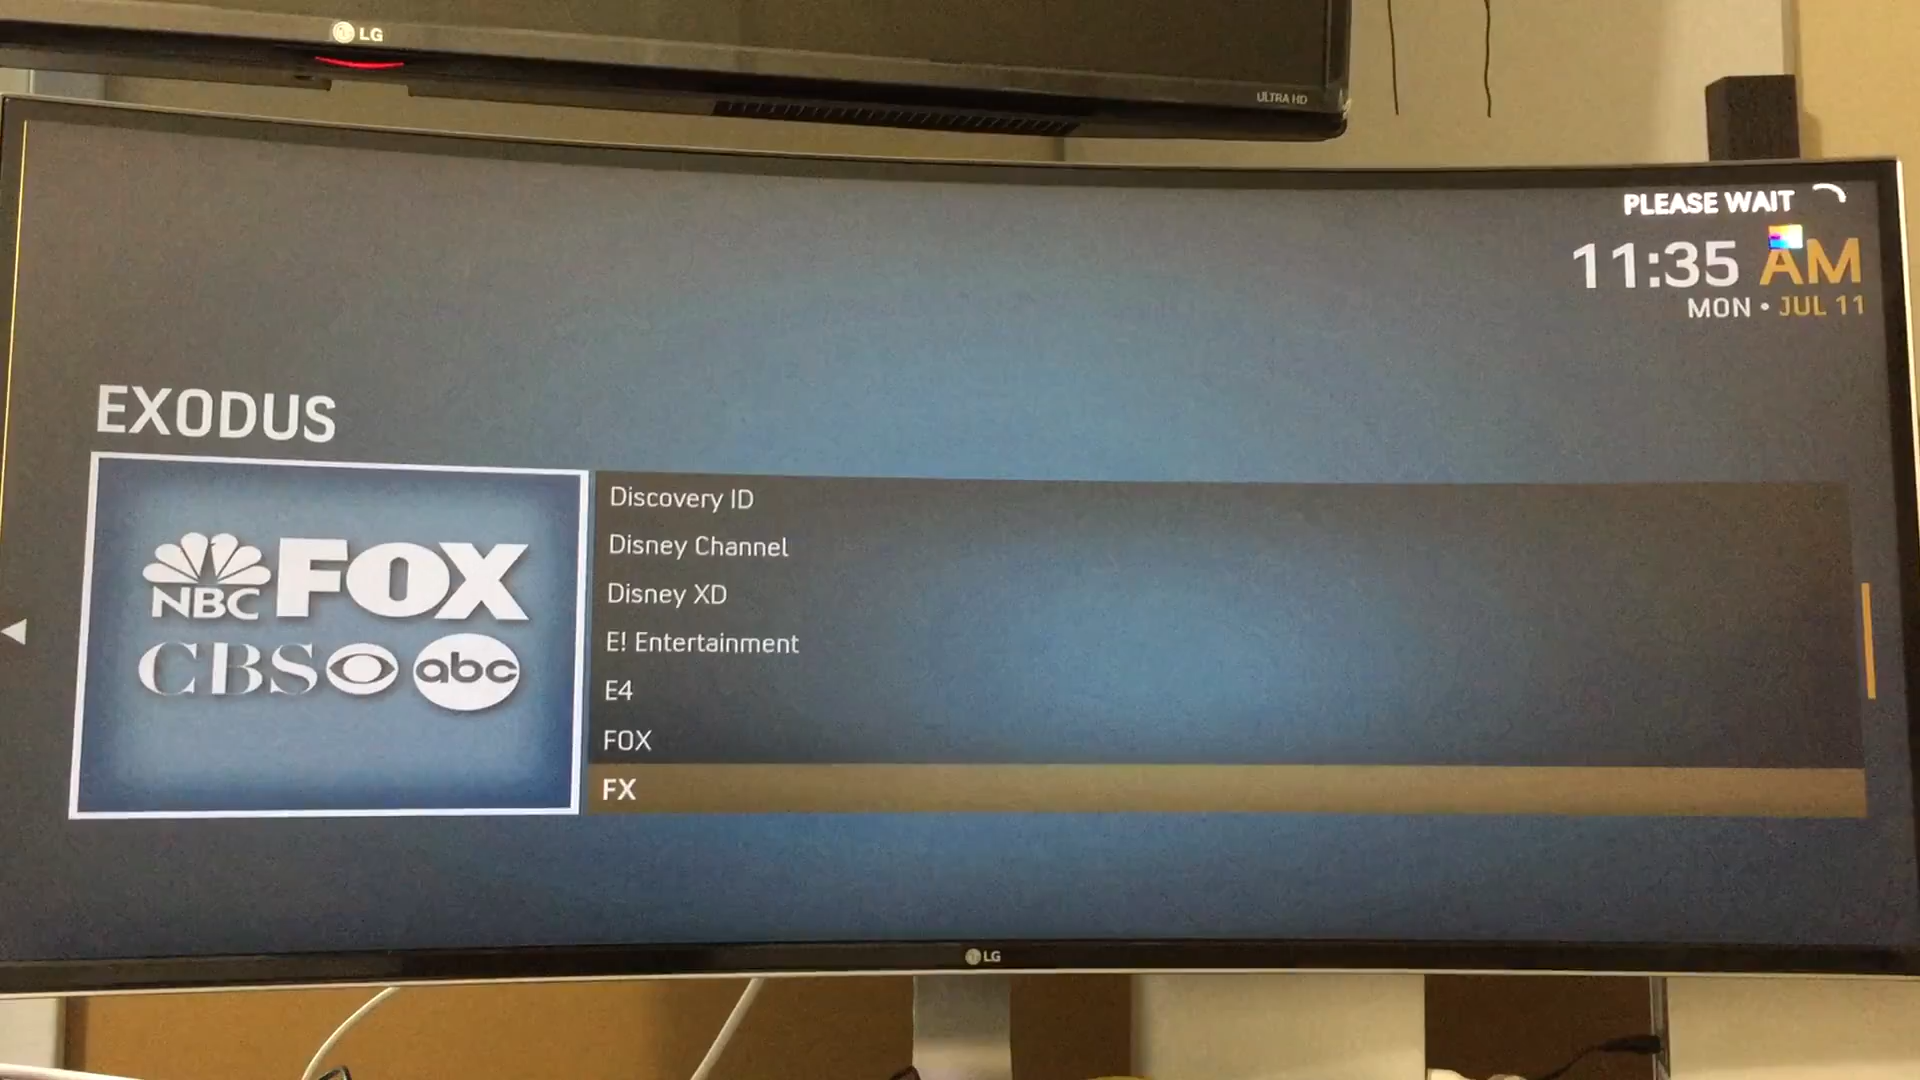 LG
ULTRA HD
PLEASE WAIT
11:35 AM
MON • JUL 11
EXODUS
NBC FOX
CBS abc
Discovery ID
Disney Channel
Disney XD
E! Entertainment
E4
FOX
FX
LG